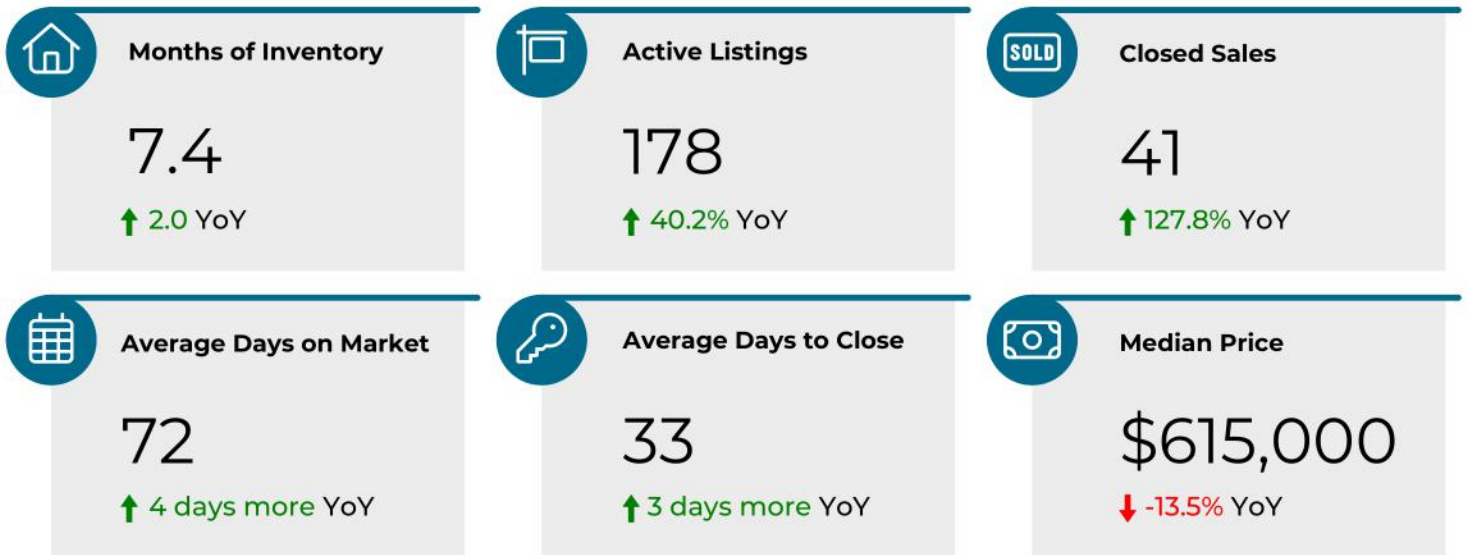 Months of Inventory
7.4
↑ 2.0 YoY
Active Listings
178
↑ 40.2% YoY
SOLD
Closed Sales
41
↑ 127.8% YoY
Average Days on Market
72
↑ 4 days more YoY
Average Days to Close
33
↑ 3 days more YoY
Median Price
$615,000
↓ -13.5% YoY